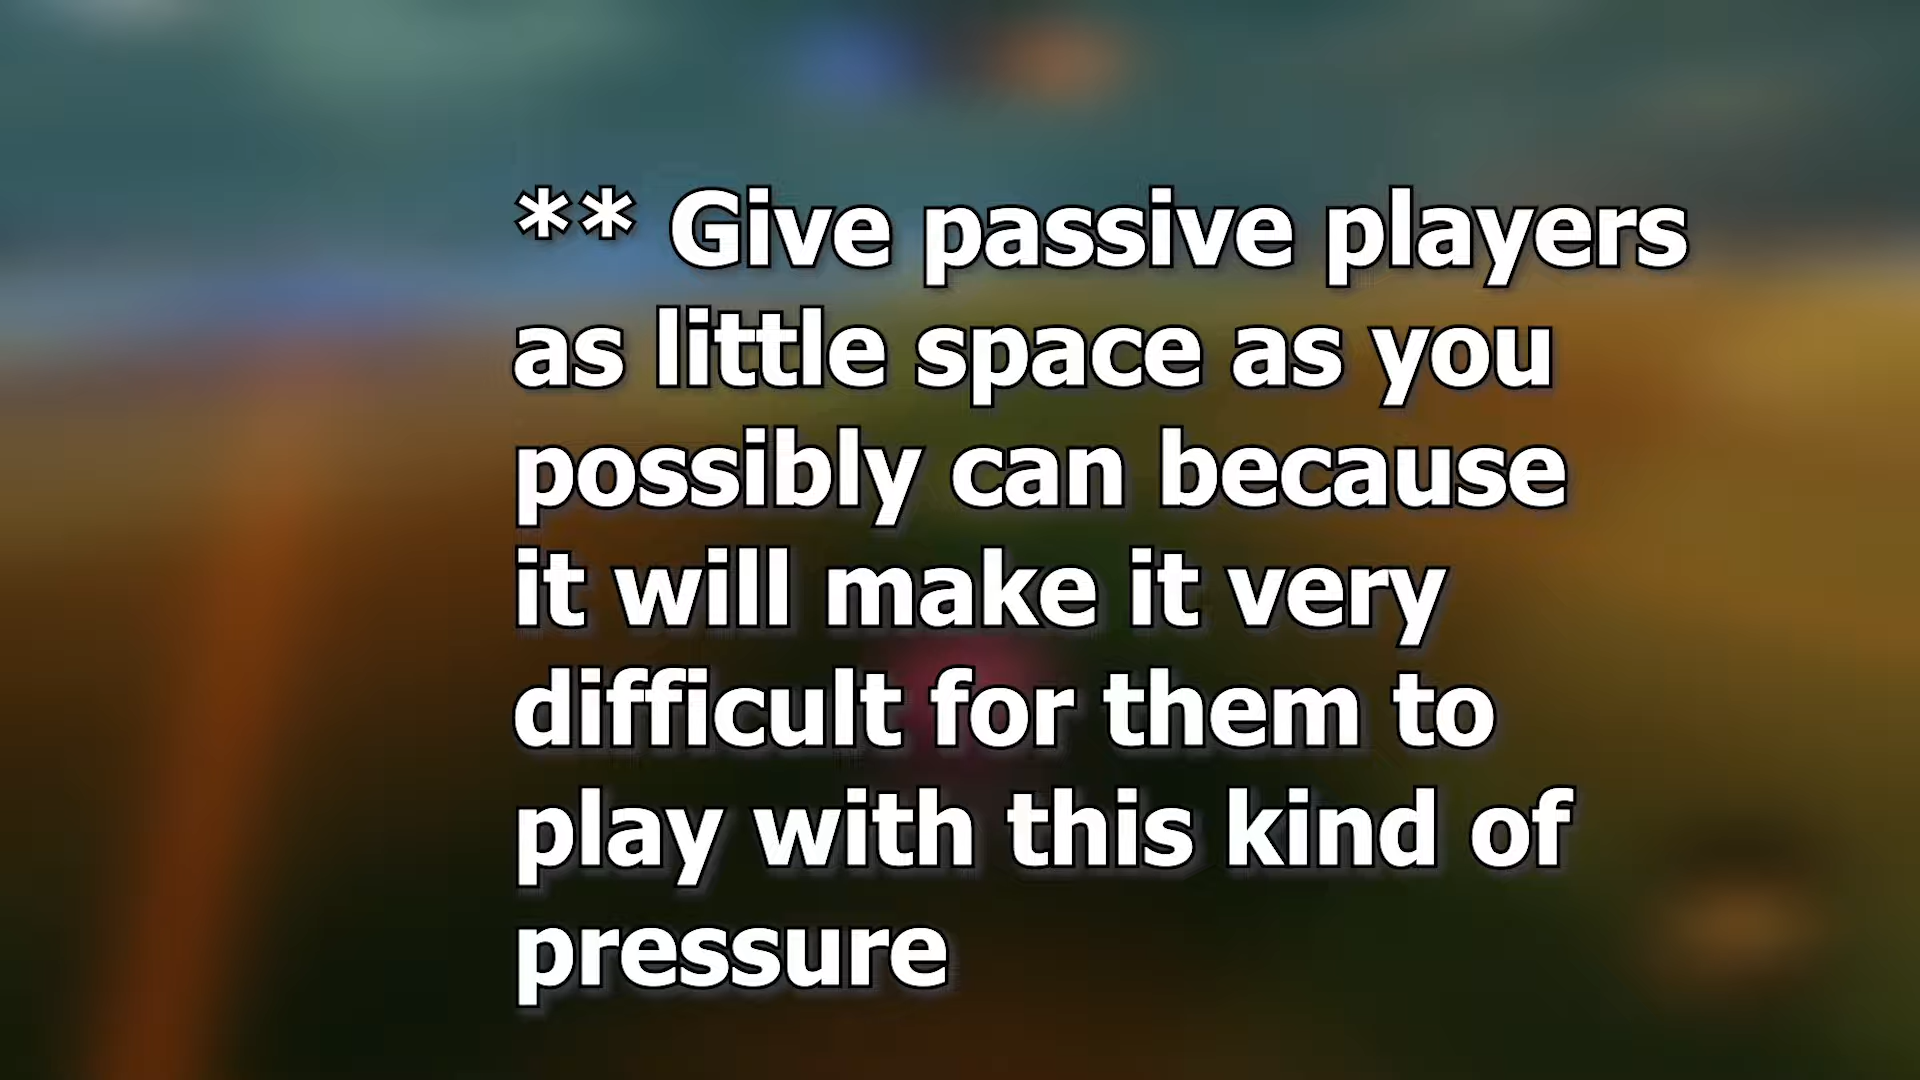 ** Give passive players
as little space as you
possibly can because
it will make it very
difficult for them to
play with this kind of
pressure